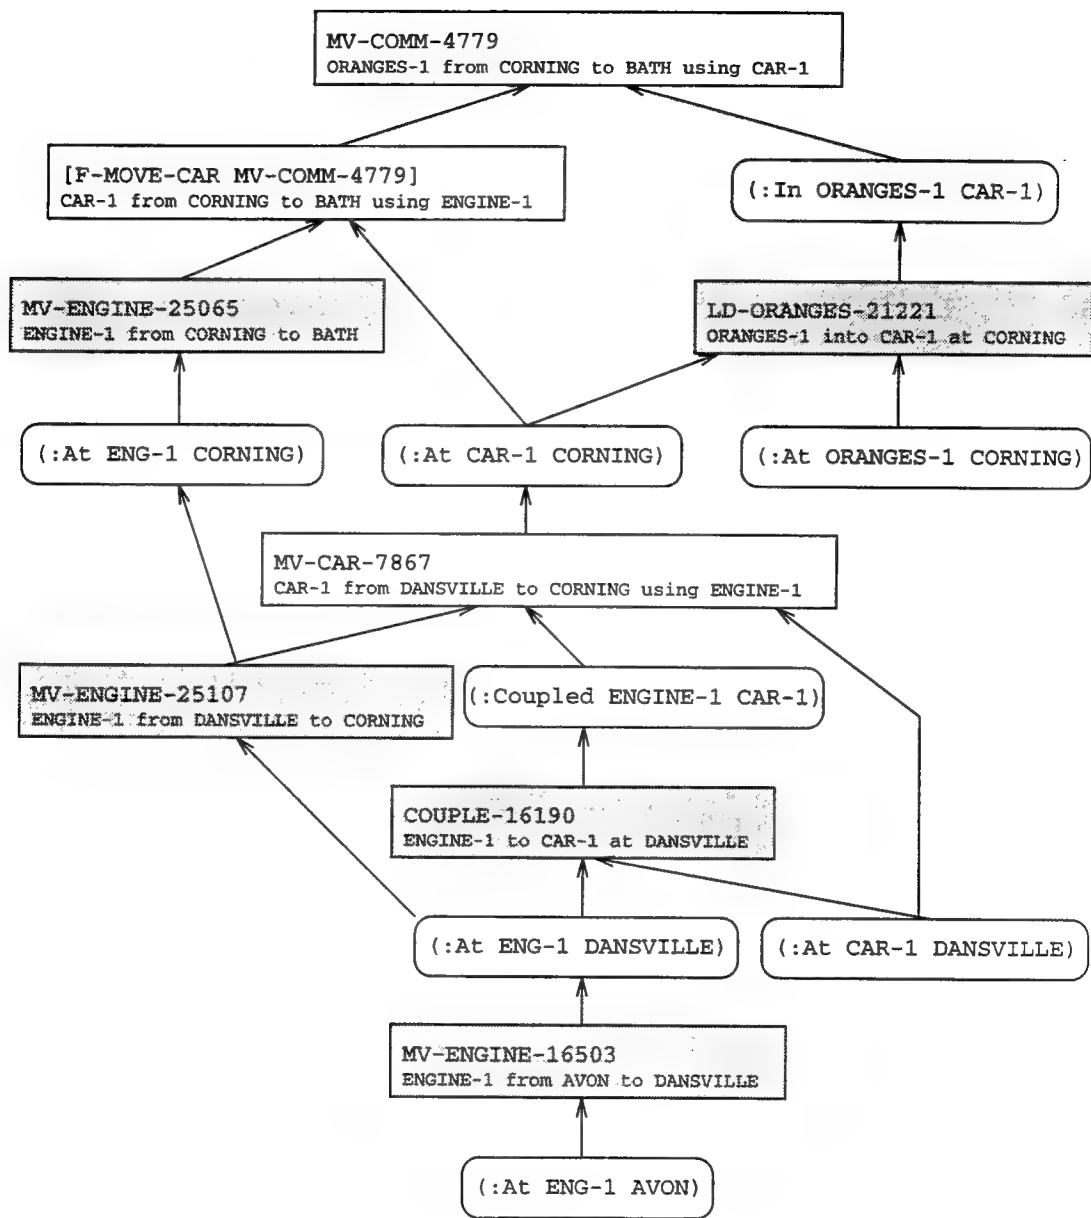 MV-COMM-4779
ORANGES-1 from CORNING to BATH using CAR-1
[F-MOVE-CAR MV-COMM-4779]
CAR-1 from CORNING to BATH using ENGINE-1
(:In ORANGES-1 CAR-1)
MV-ENGINE-25065
ENGINE-1 from CORNING to BATH
LD-ORANGES-21221
ORANGES-1 into CAR-1 at CORNING
(:At ENG-1 CORNING)
(:At CAR-1 CORNING)
(:At ORANGES-1 CORNING)
MV-CAR-7867
CAR-1 from DANSVILLE to CORNING using ENGINE-1
MV-ENGINE-25107
ENGINE-1 from DANSVILLE to CORNING
(:Coupled ENGINE-1 CAR-1)
COUPLE-16190
ENGINE-1 to CAR-1 at DANSVILLE
(:At ENG-1 DANSVILLE)
(:At CAR-1 DANSVILLE)
MV-ENGINE-16503
ENGINE-1 from AVON to DANSVILLE
(:At ENG-1 AVON)